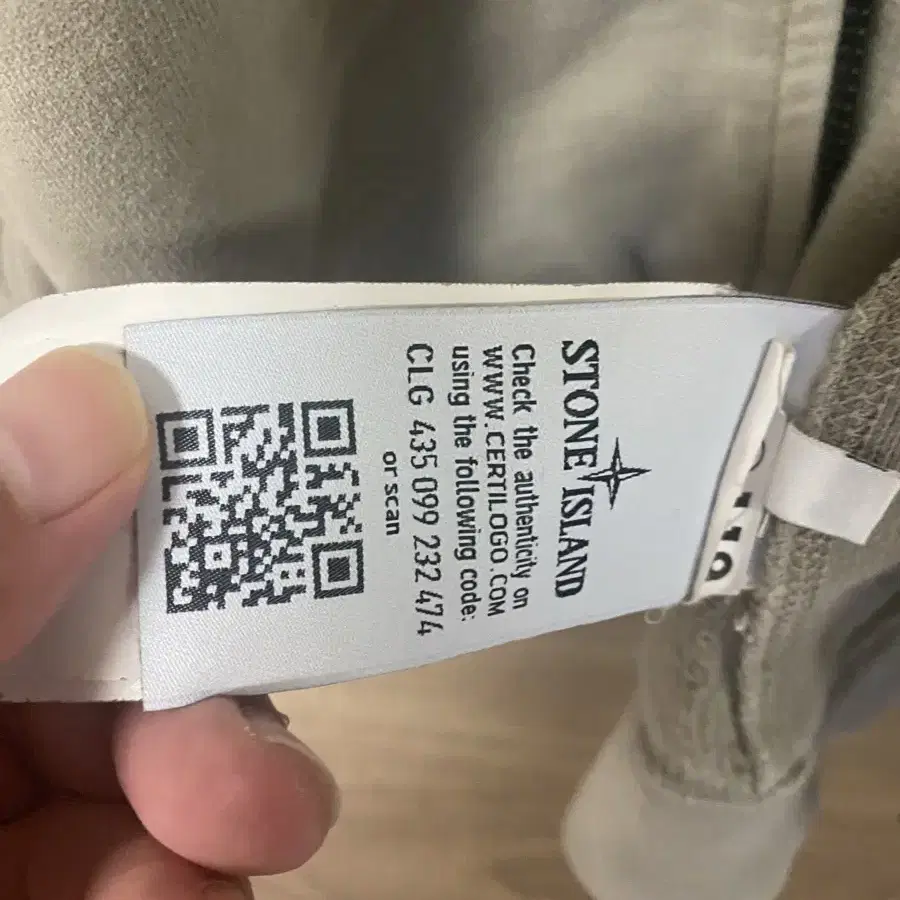 STONE ISLAND
Check the authenticity on
WWW.CERTILOGO.COM
using the following code:
CLG 435 099 232 474
or scan